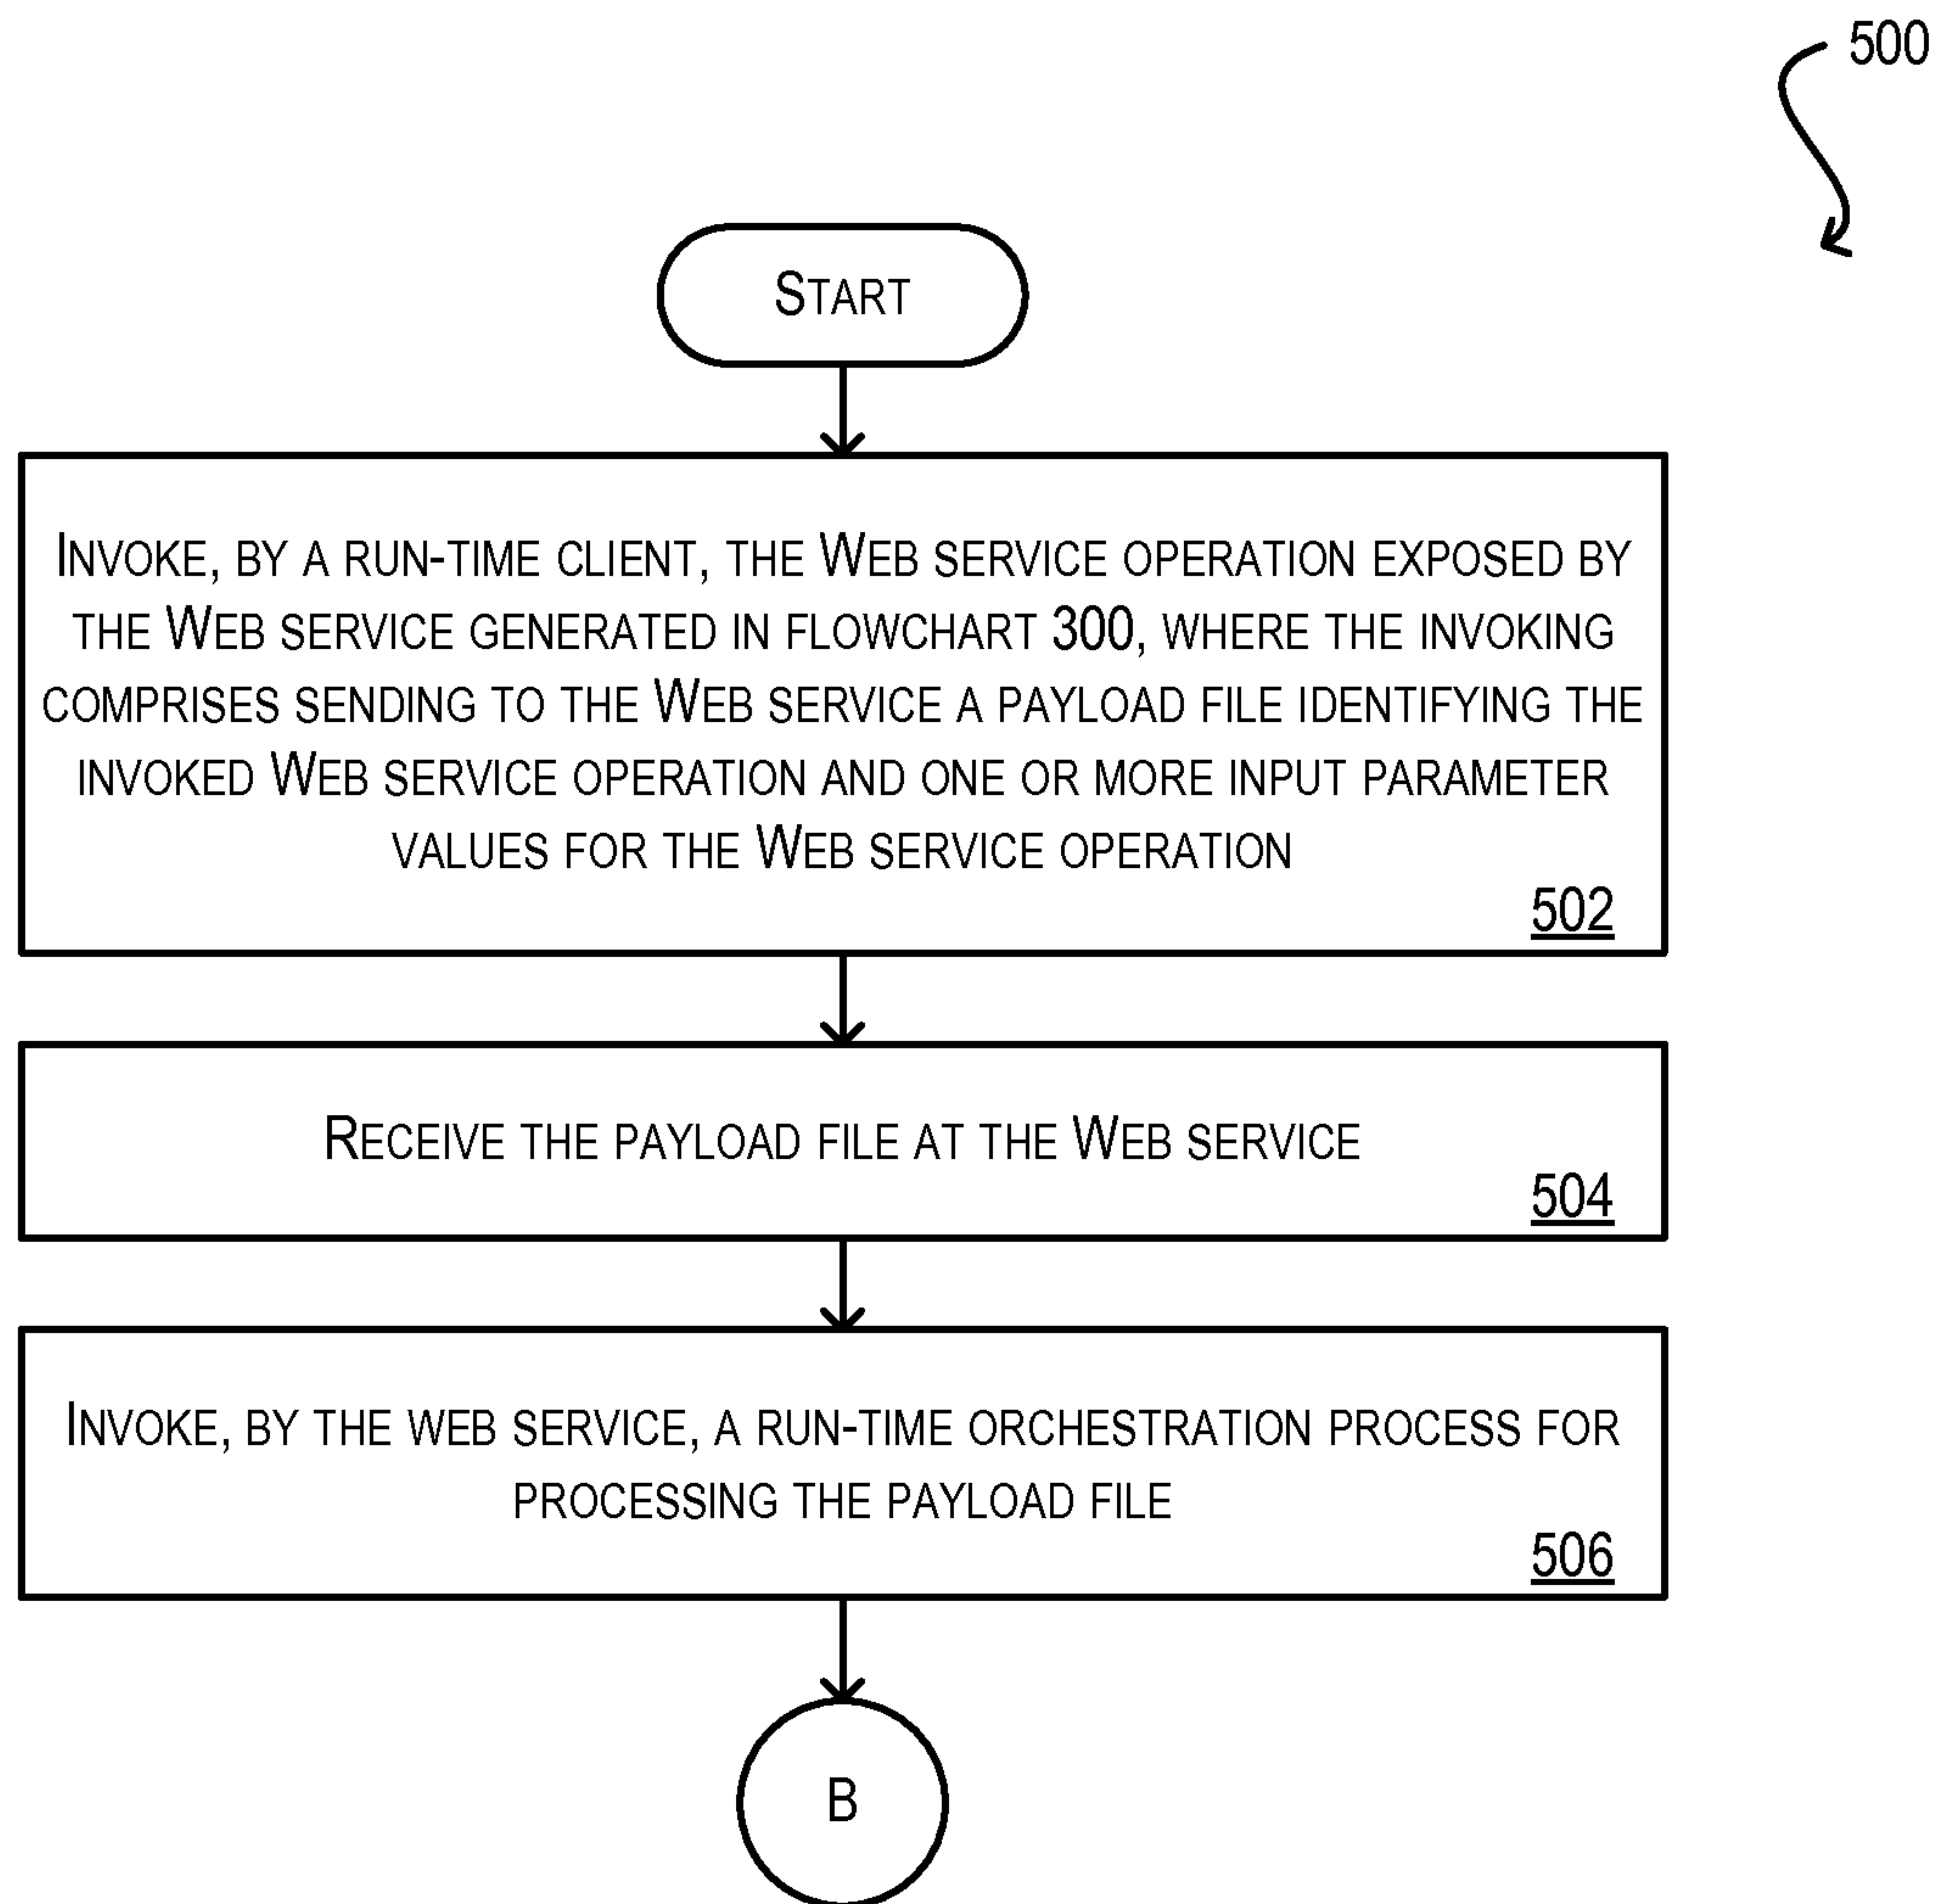 500
START
INVOKE, BY A RUN-TIME CLIENT, THE WEB SERVICE OPERATION EXPOSED BY
THE WEB SERVICE GENERATED IN FLOWCHART 300, WHERE THE INVOKING
COMPRISES SENDING TO THE WEB SERVICE A PAYLOAD FILE IDENTIFYING THE
INVOKED WEB SERVICE OPERATION AND ONE OR MORE INPUT PARAMETER
VALUES FOR THE WEB SERVICE OPERATION
502
RECEIVE THE PAYLOAD FILE AT THE WEB SERVICE
504
INVOKE, BY THE WEB SERVICE, A RUN-TIME ORCHESTRATION PROCESS FOR
PROCESSING THE PAYLOAD FILE
506
B